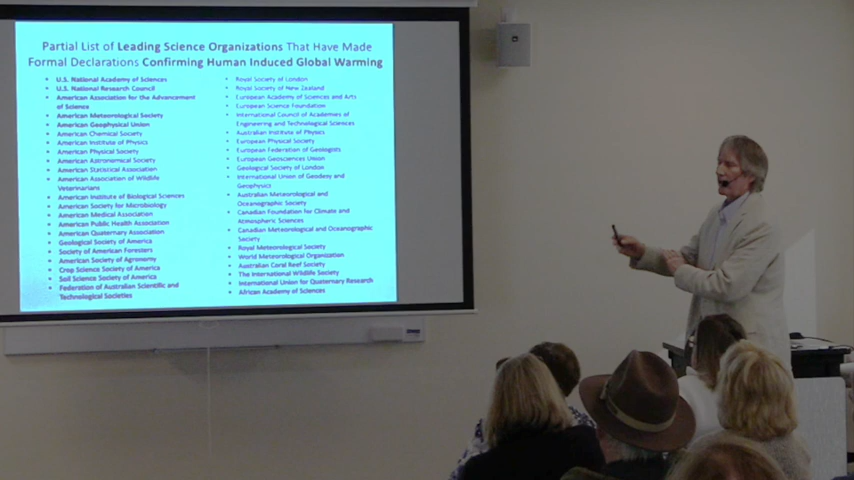 Partial List of Leading Science Organizations That Have Made
Formal Declarations Confirming Human Induced Global Warming
• U.S. National Academy of Sciences
• U.S. National Research Council
• American Association for the Advancement
of Science
• American Meteorological Society
• American Geophysical Union
• American Chemical Society
• American Institute of Physics
• American Physical Society
• American Astronomical Society
• American Statistical Association
• American Association of Wildlife
Veterinarians
• American Institute of Biological Sciences
• American Society for Microbiology
• American Medical Association
• American Public Health Association
• American Quaternary Association
• Geological Society of America
• Society of American Foresters
• American Society of Agronomy
• Crop Science Society of America
• Soil Science Society of America
• Federation of Australian Scientific and
Technological Societies
• Royal Society of London
• Royal Society of New Zealand
• European Academy of Sciences and Arts
• European Science Foundation
• International Council of Academies of
Engineering and Technological Sciences
• Australian Institute of Physics
• European Physical Society
• European Federation of Geologists
• European Geosciences Union
• Geological Society of London
• International Union of Geodesy and
Geophysics
• Australian Meteorological and
Oceanographic Society
• Canadian Foundation for Climate and
Atmospheric Sciences
• Canadian Meteorological and Oceanographic
Society
• Royal Meteorological Society
• World Meteorological Organization
• Australian Coral Reef Society
• The International Wildlife Society
• International Union for Quaternary Research
• African Academy of Sciences